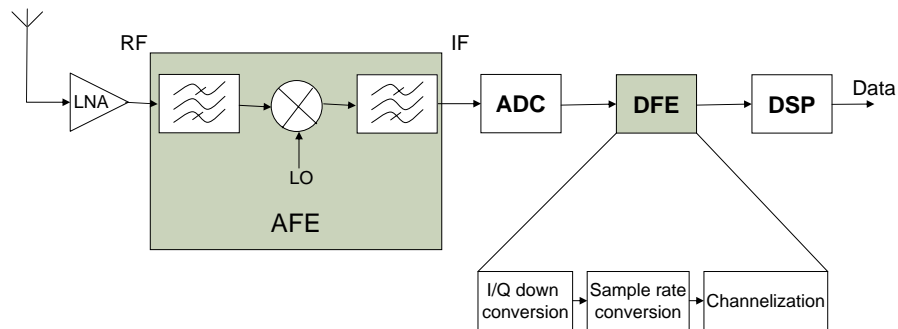 RF
IF
LNA
LO
AFE
ADC
DFE
DSP
Data
I/Q down
conversion
Sample rate
conversion
Channelization